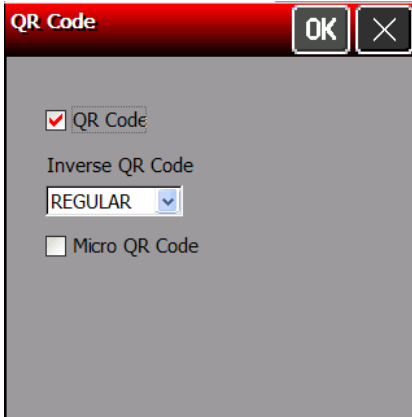 QR Code
OK
QR Code
Inverse QR Code
REGULAR
Micro QR Code